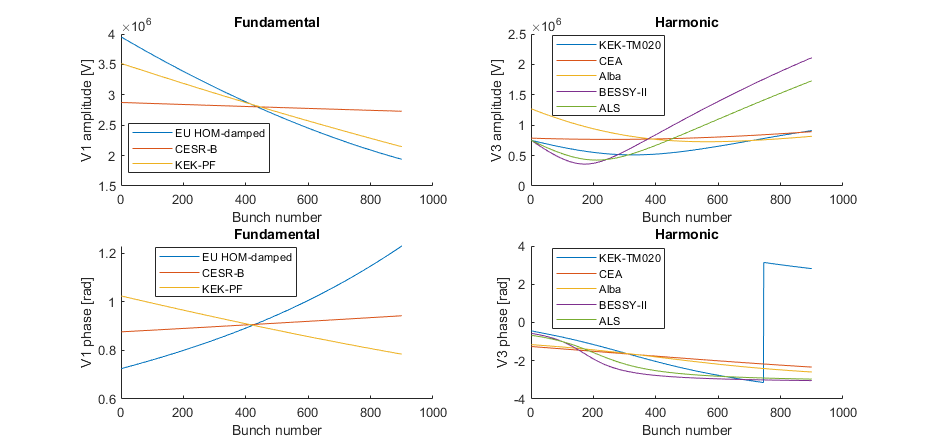 Fundamental
×10⁶
4
3.5
3
2.5
2
1.5
V1 amplitude [V]
EU HOM-damped
CESR-B
KEK-PF
0 200 400 600 800 1000
Bunch number
Harmonic
×10⁶
2.5
2
1.5
1
0.5
0
V3 amplitude [V]
KEK-TM020
CEA
Alba
BESSY-II
ALS
0 200 400 600 800 1000
Bunch number
Fundamental
1.2
1
0.8
0.6
V1 phase [rad]
EU HOM-damped
CESR-B
KEK-PF
0 200 400 600 800 1000
Bunch number
Harmonic
4
2
0
-2
-4
V3 phase [rad]
KEK-TM020
CEA
Alba
BESSY-II
ALS
0 200 400 600 800 1000
Bunch number